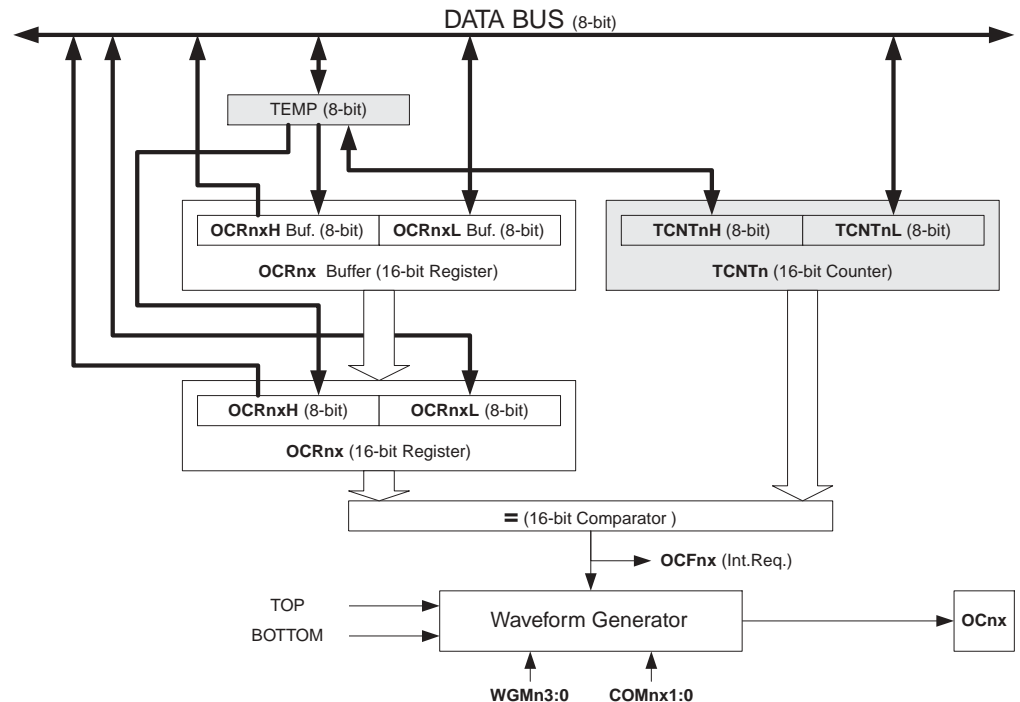 DATA BUS (8-bit)
TEMP (8-bit)
OCRnxH Buf. (8-bit) OCRnxL Buf. (8-bit)
OCRnx Buffer (16-bit Register)
TCNTnH (8-bit) TCNTnL (8-bit)
TCNTn (16-bit Counter)
OCRnxH (8-bit) OCRnxL (8-bit)
OCRnx (16-bit Register)
= (16-bit Comparator )
OCFnx (Int.Req.)
TOP
BOTTOM
Waveform Generator
OCnx
WGMn3:0 COMnx1:0